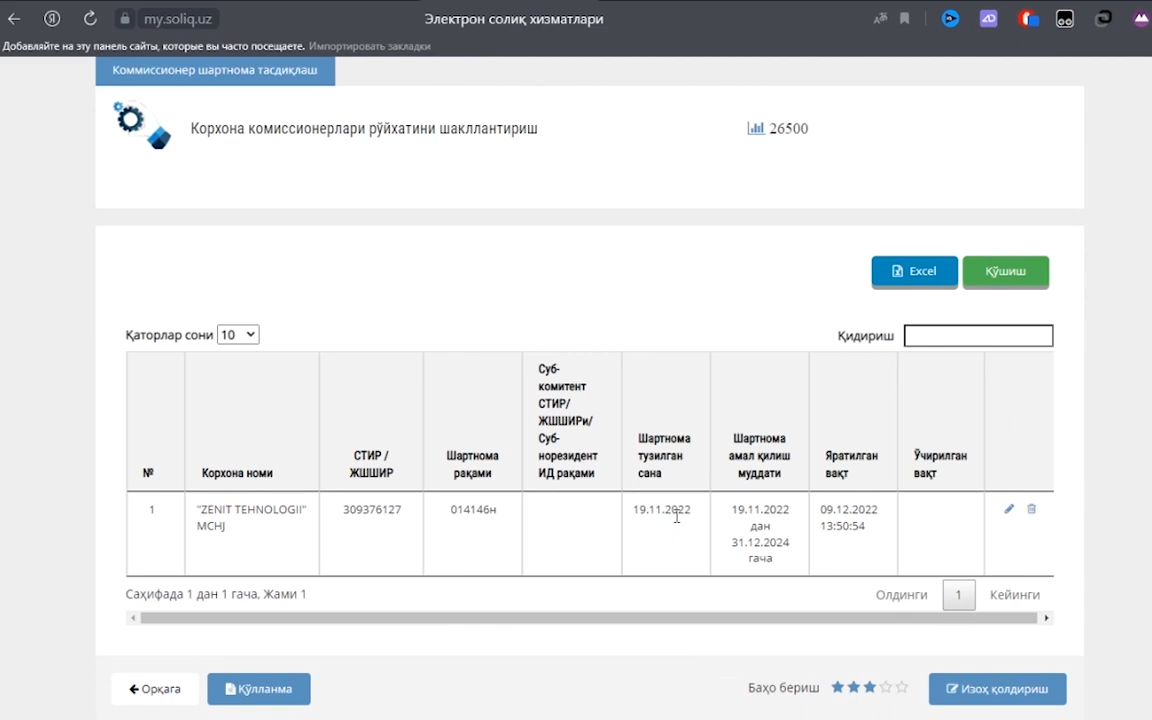 my.soliq.uz
Электрон солиқ хизматлари
Добавляйте на эту панель сайты, которые вы часто посещаете. Импортировать закладки
Коммиссионер шартнома тасдиқлаш
Корхона комиссионерлари рўйхатини шакллантириш
26500
Excel
Қўшиш
Қаторлар сони 10
Қидириш
№
Корхона номи
СТИР /
ЖШШИР
Шартнома
рақами
Суб-
комитент
СТИР/
ЖШШИРи/
Суб-
норезидент
ИД рақами
Шартнома
тузилган
сана
Шартнома
амал қилиш
муддати
Яратилган
вақт
Ўчирилган
вақт
1
"ZENIT TEHNOLOGII"
MCHJ
309376127
014146н
19.11.2022
19.11.2022
дан
31.12.2024
гача
09.12.2022
13:50:54
Саҳифада 1 дан 1 гача, Жами 1
Олдинги
1
Кейинги
Орқага
Қўлланма
Баҳо бериш
Изоҳ қолдириш